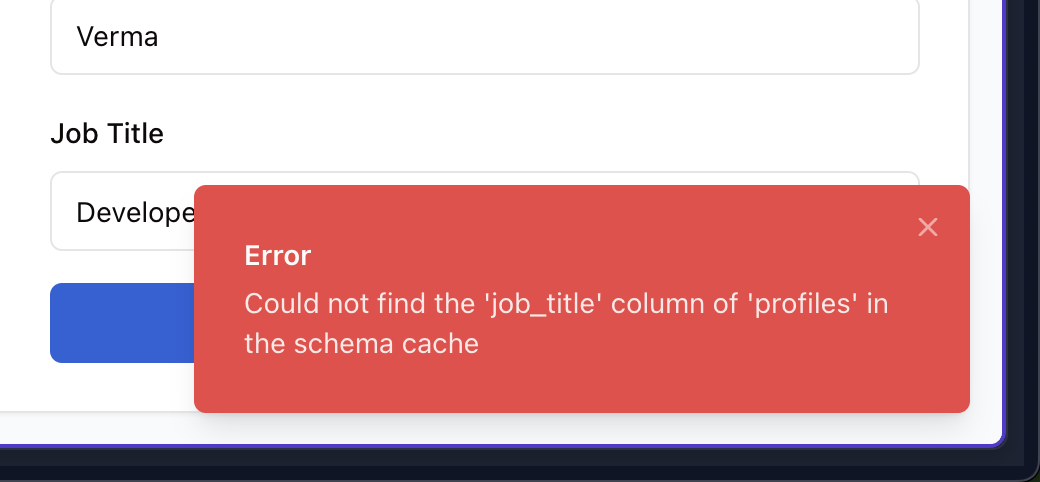 Verma
Job Title
Develope
Error
Could not find the 'job_title' column of 'profiles' in
the schema cache